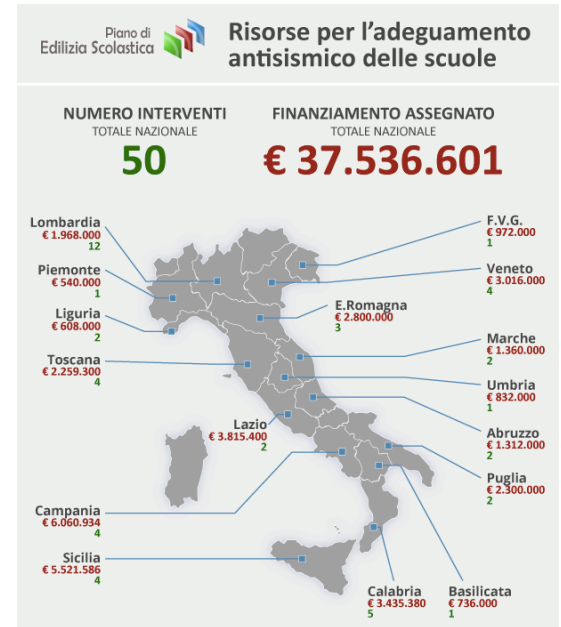 Piano di
Edilizia Scolastica
Risorse per l’adeguamento
antisismico delle scuole
NUMERO INTERVENTI
TOTALE NAZIONALE
50
FINANZIAMENTO ASSEGNATO
TOTALE NAZIONALE
€ 37.536.601
Lombardia
€ 1.968.000
12
Piemonte
€ 540.000
1
Liguria
€ 608.000
2
Toscana
€ 2.259.300
4
Lazio
€ 3.815.400
2
Campania
€ 6.060.934
4
Sicilia
€ 5.521.586
4
F.V.G.
€ 972.000
1
Veneto
€ 3.016.000
4
E.Romagna
€ 2.800.000
3
Marche
€ 1.360.000
2
Umbria
€ 832.000
1
Abruzzo
€ 1.312.000
2
Puglia
€ 2.300.000
2
Calabria
€ 3.435.380
5
Basilicata
€ 736.000
1